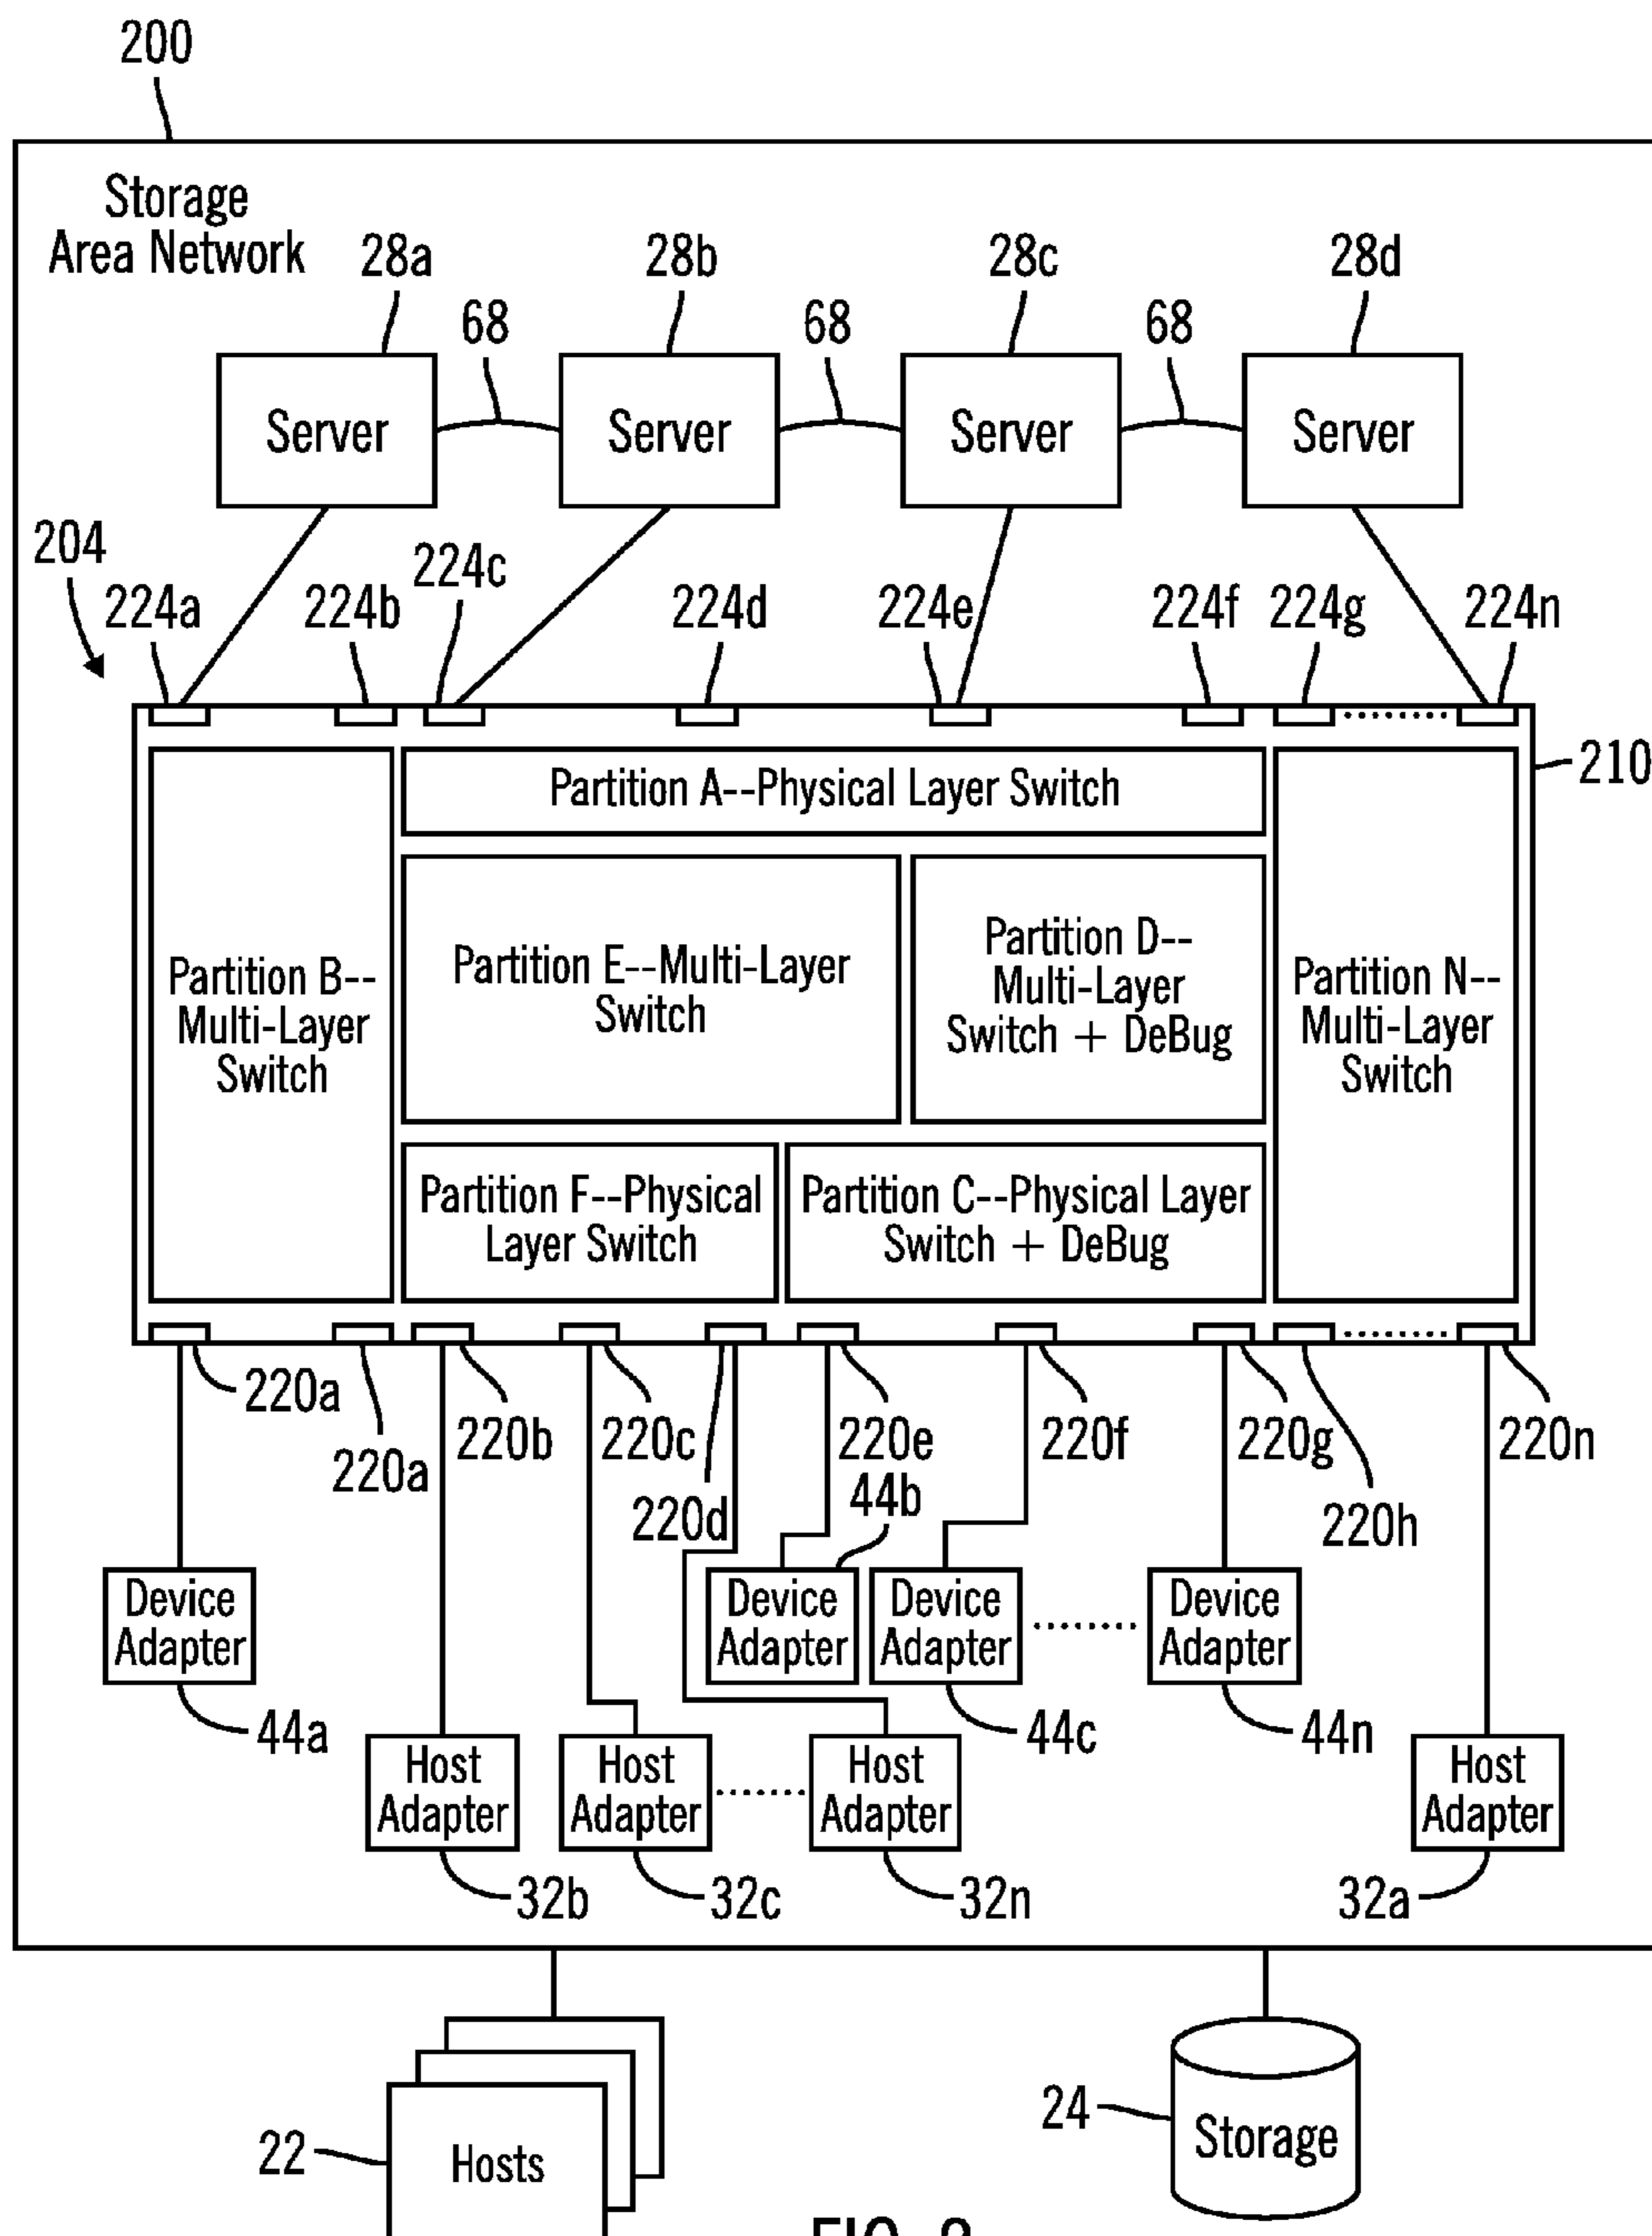 200
Storage
Area Network
28a
28b
28c
28d
68
68
68
Server
Server
Server
Server
204
224a
224b
224c
224d
224e
224f
224g
224n
210
Partition A--Physical Layer Switch
Partition B--
Multi-Layer
Switch
Partition E--Multi-Layer
Switch
Partition D--
Multi-Layer
Switch + DeBug
Partition N--
Multi-Layer
Switch
Partition F--Physical
Layer Switch
Partition C--Physical Layer
Switch + DeBug
220a
220a
220b
220c
220d
220e
220f
220g
220h
220n
44b
Device
Adapter
Device
Adapter
Device
Adapter
Device
Adapter
44a
44c
44n
Host
Adapter
Host
Adapter
Host
Adapter
Host
Adapter
32b
32c
32n
32a
22
Hosts
24
Storage